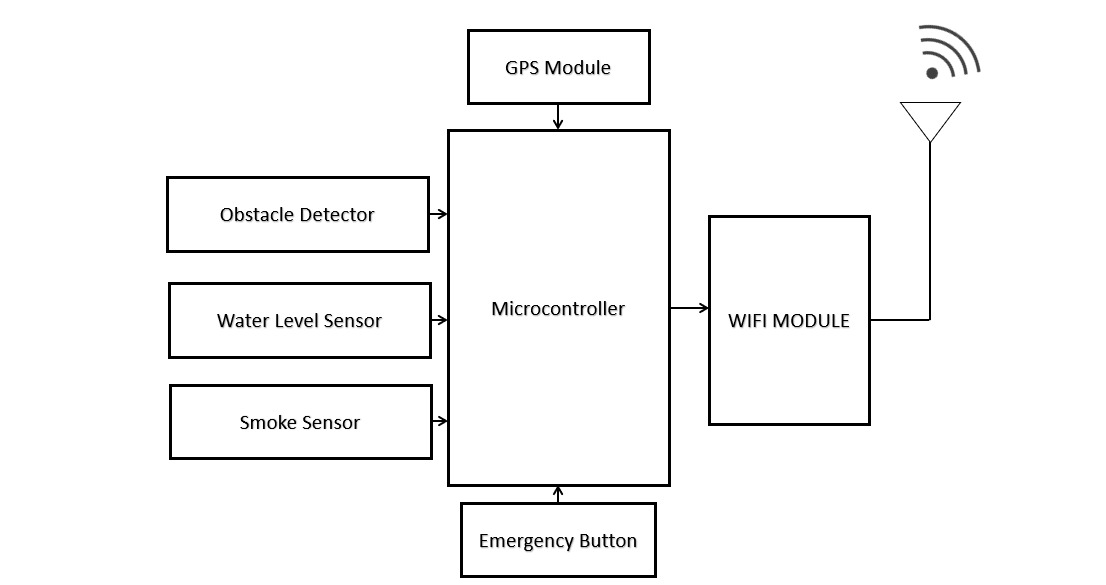 GPS Module
Obstacle Detector
Microcontroller
Water Level Sensor
WIFI MODULE
Smoke Sensor
Emergency Button